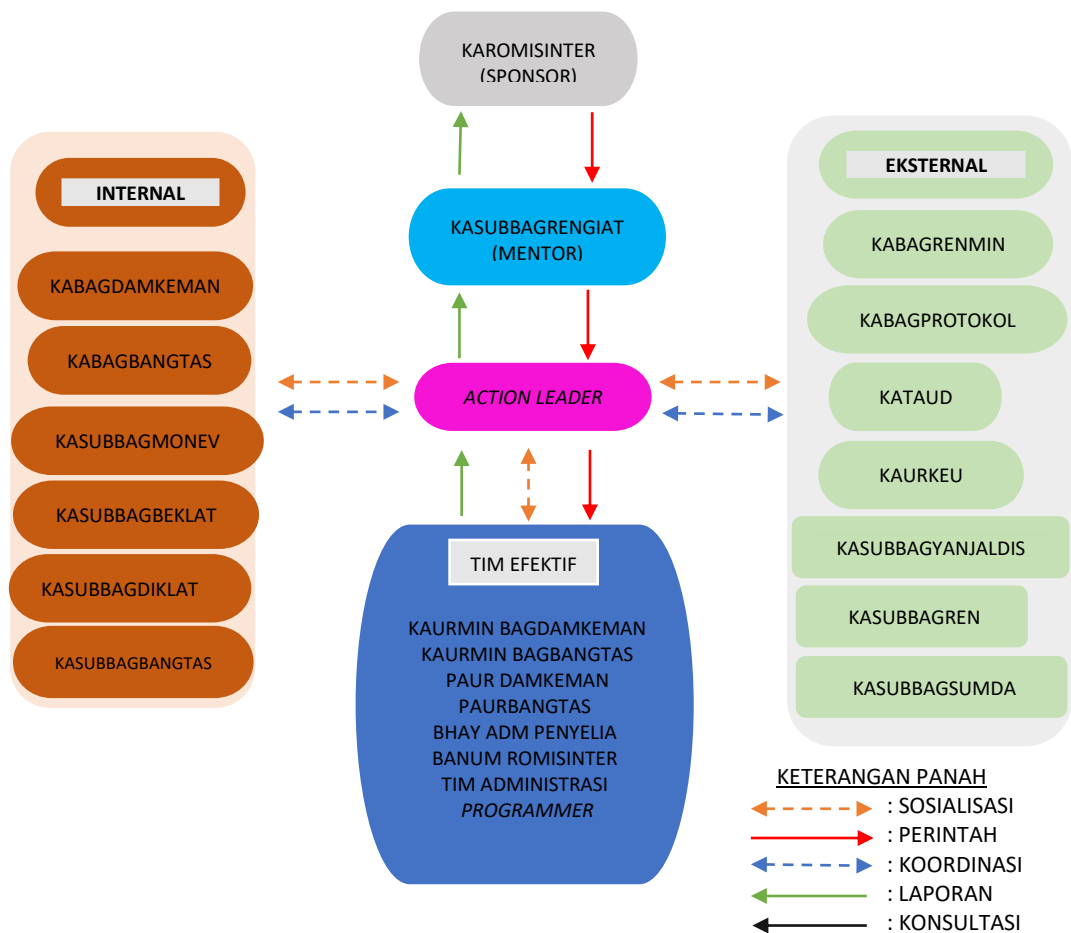 KAROMISINTER
(SPONSOR)
KASUBBAGRENGIAT
(MENTOR)
ACTION LEADER
TIM EFEKTIF
KAURMIN BAGDAMKEMAN
KAURMIN BAGBANGTAS
PAUR DAMKEMAN
PAURBANGTAS
BHAY ADM PENYELIA
BANUM ROMISINTER
TIM ADMINISTRASI
PROGRAMMER
INTERNAL
KABAGDAMKEMAN
KABAGBANGTAS
KASUBBAGMONEV
KASUBBAGBEKLAT
KASUBBAGDIKLAT
KASUBBAGBANGTAS
EKSTERNAL
KABAGRENMIN
KABAGPROTOKOL
KATAUD
KAURKEU
KASUBBAGYANJALDIS
KASUBBAGREN
KASUBBAGSUMDA
KETERANGAN PANAH
: SOSIALISASI
: PERINTAH
: KOORDINASI
: LAPORAN
: KONSULTASI